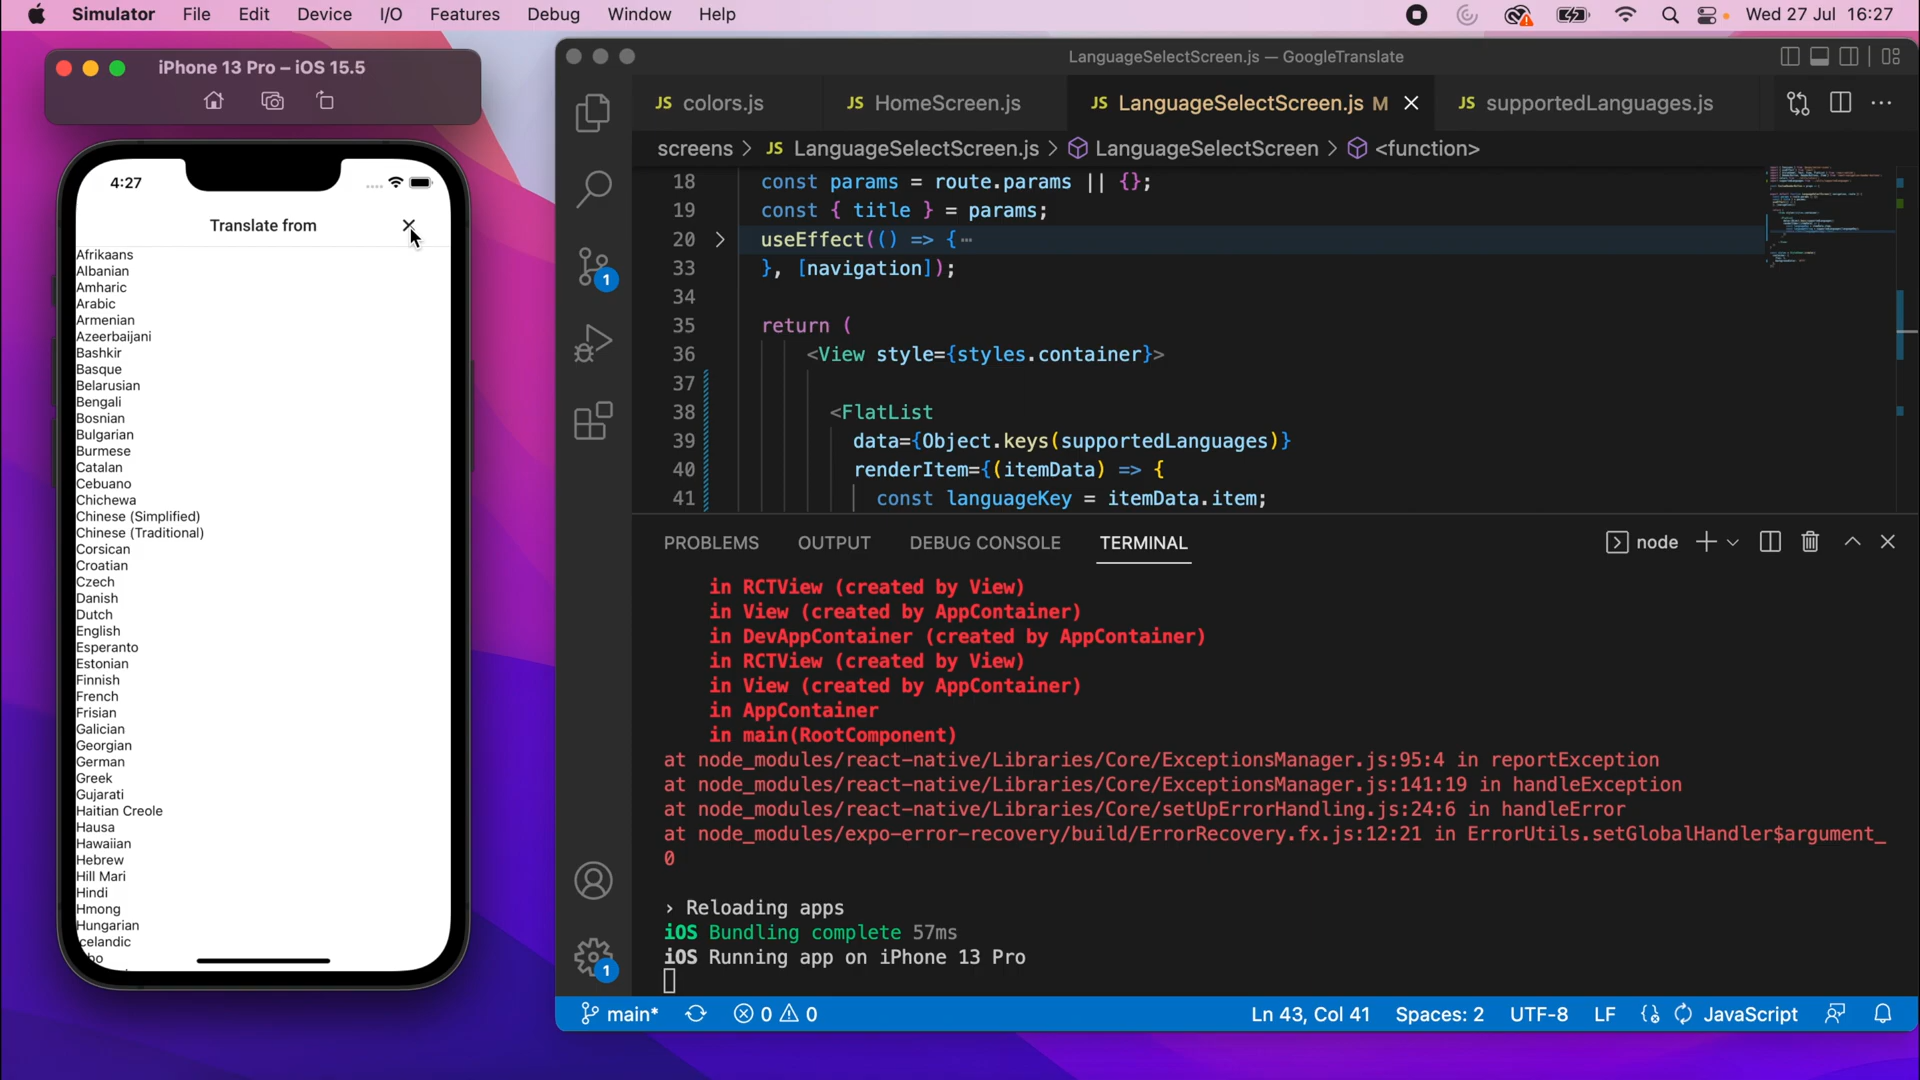 Simulator File Edit Device I/O Features Debug Window Help Wed 27 Jul 16:27
iPhone 13 Pro – iOS 15.5
4:27
Translate from
Afrikaans
Albanian
Amharic
Arabic
Armenian
Azeerbaijani
Bashkir
Basque
Belarusian
Bengali
Bosnian
Bulgarian
Burmese
Catalan
Cebuano
Chichewa
Chinese (Simplified)
Chinese (Traditional)
Corsican
Croatian
Czech
Danish
Dutch
English
Esperanto
Estonian
Finnish
French
Frisian
Galician
Georgian
German
Greek
Gujarati
Haitian Creole
Hausa
Hawaiian
Hebrew
Hill Mari
Hindi
Hmong
Hungarian
celandic
LanguageSelectScreen.js — GoogleTranslate
JS colors.js JS HomeScreen.js JS LanguageSelectScreen.js M JS supportedLanguages.js
screens > JS LanguageSelectScreen.js > LanguageSelectScreen > <function>
18 const params = route.params || {};
19 const { title } = params;
20 useEffect(() => {⋯
33 }, [navigation]);
34
35 return (
36 <View style={styles.container}>
37
38 <FlatList
39 data={Object.keys(supportedLanguages)}
40 renderItem={(itemData) => {
41 const languageKey = itemData.item;
1
PROBLEMS OUTPUT DEBUG CONSOLE TERMINAL node
in RCTView (created by View)
in View (created by AppContainer)
in DevAppContainer (created by AppContainer)
in RCTView (created by View)
in View (created by AppContainer)
in AppContainer
in main(RootComponent)
at node_modules/react-native/Libraries/Core/ExceptionsManager.js:95:4 in reportException
at node_modules/react-native/Libraries/Core/ExceptionsManager.js:141:19 in handleException
at node_modules/react-native/Libraries/Core/setUpErrorHandling.js:24:6 in handleError
at node_modules/expo-error-recovery/build/ErrorRecovery.fx.js:12:21 in ErrorUtils.setGlobalHandler$argument_
0
› Reloading apps
iOS Bundling complete 57ms
iOS Running app on iPhone 13 Pro
1
main* 0 0 Ln 43, Col 41 Spaces: 2 UTF-8 LF JavaScript